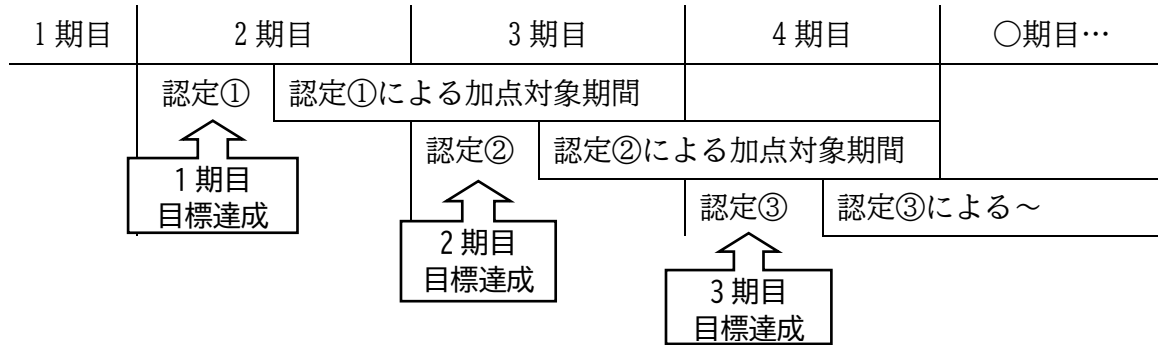 1期目 2期目 3期目 4期目 ○期目…
認定① 認定①による加点対象期間
認定② 認定②による加点対象期間
1期目
目標達成
認定③ 認定③による～
2期目
目標達成
3期目
目標達成